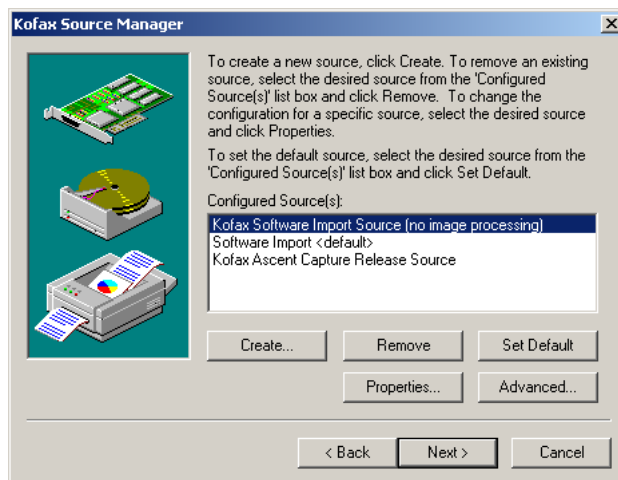 Kofax Source Manager
To create a new source, click Create. To remove an existing
source, select the desired source from the 'Configured
Source(s)' list box and click Remove. To change the
configuration for a specific source, select the desired source
and click Properties.
To set the default source, select the desired source from the
'Configured Source(s)' list box and click Set Default.
Configured Source(s):
Kofax Software Import Source (no image processing)
Software Import <default>
Kofax Ascent Capture Release Source
Create...
Remove
Set Default
Properties...
Advanced...
< Back
Next >
Cancel